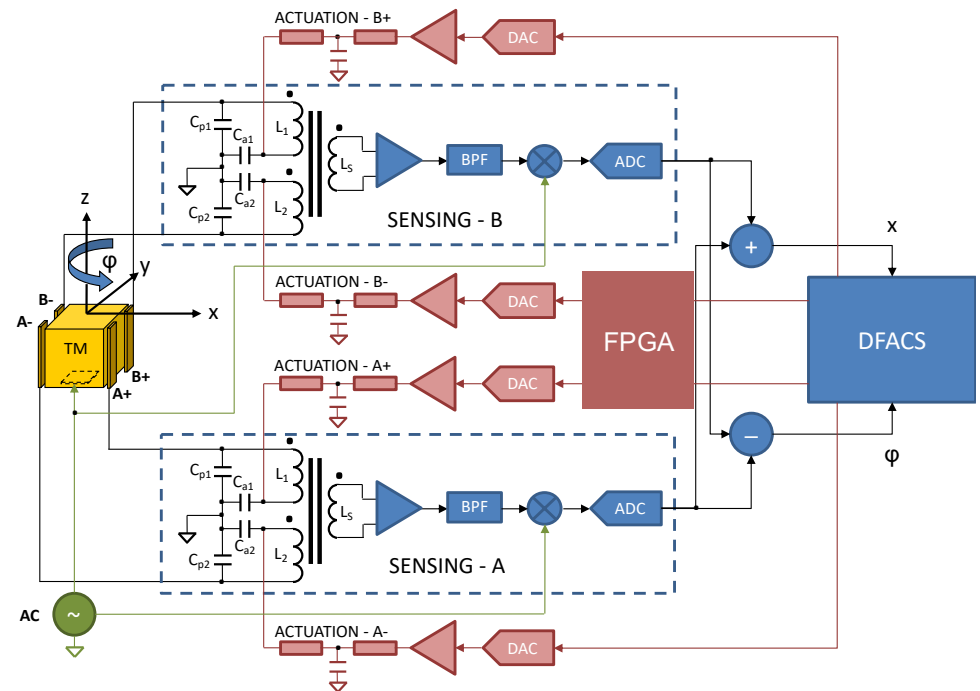 ACTUATION - B+
DAC
Cp1
Ca1
L1
Ls
BPF
ADC
Ca2
L2
Cp2
SENSING - B
x
+
z
φ
y
x
B-
A-
TM
B+
A+
ACTUATION - B-
DAC
FPGA
DFACS
ACTUATION - A+
DAC
–
φ
Cp1
Ca1
L1
Ls
BPF
ADC
Ca2
L2
Cp2
SENSING - A
AC
~
ACTUATION - A-
DAC